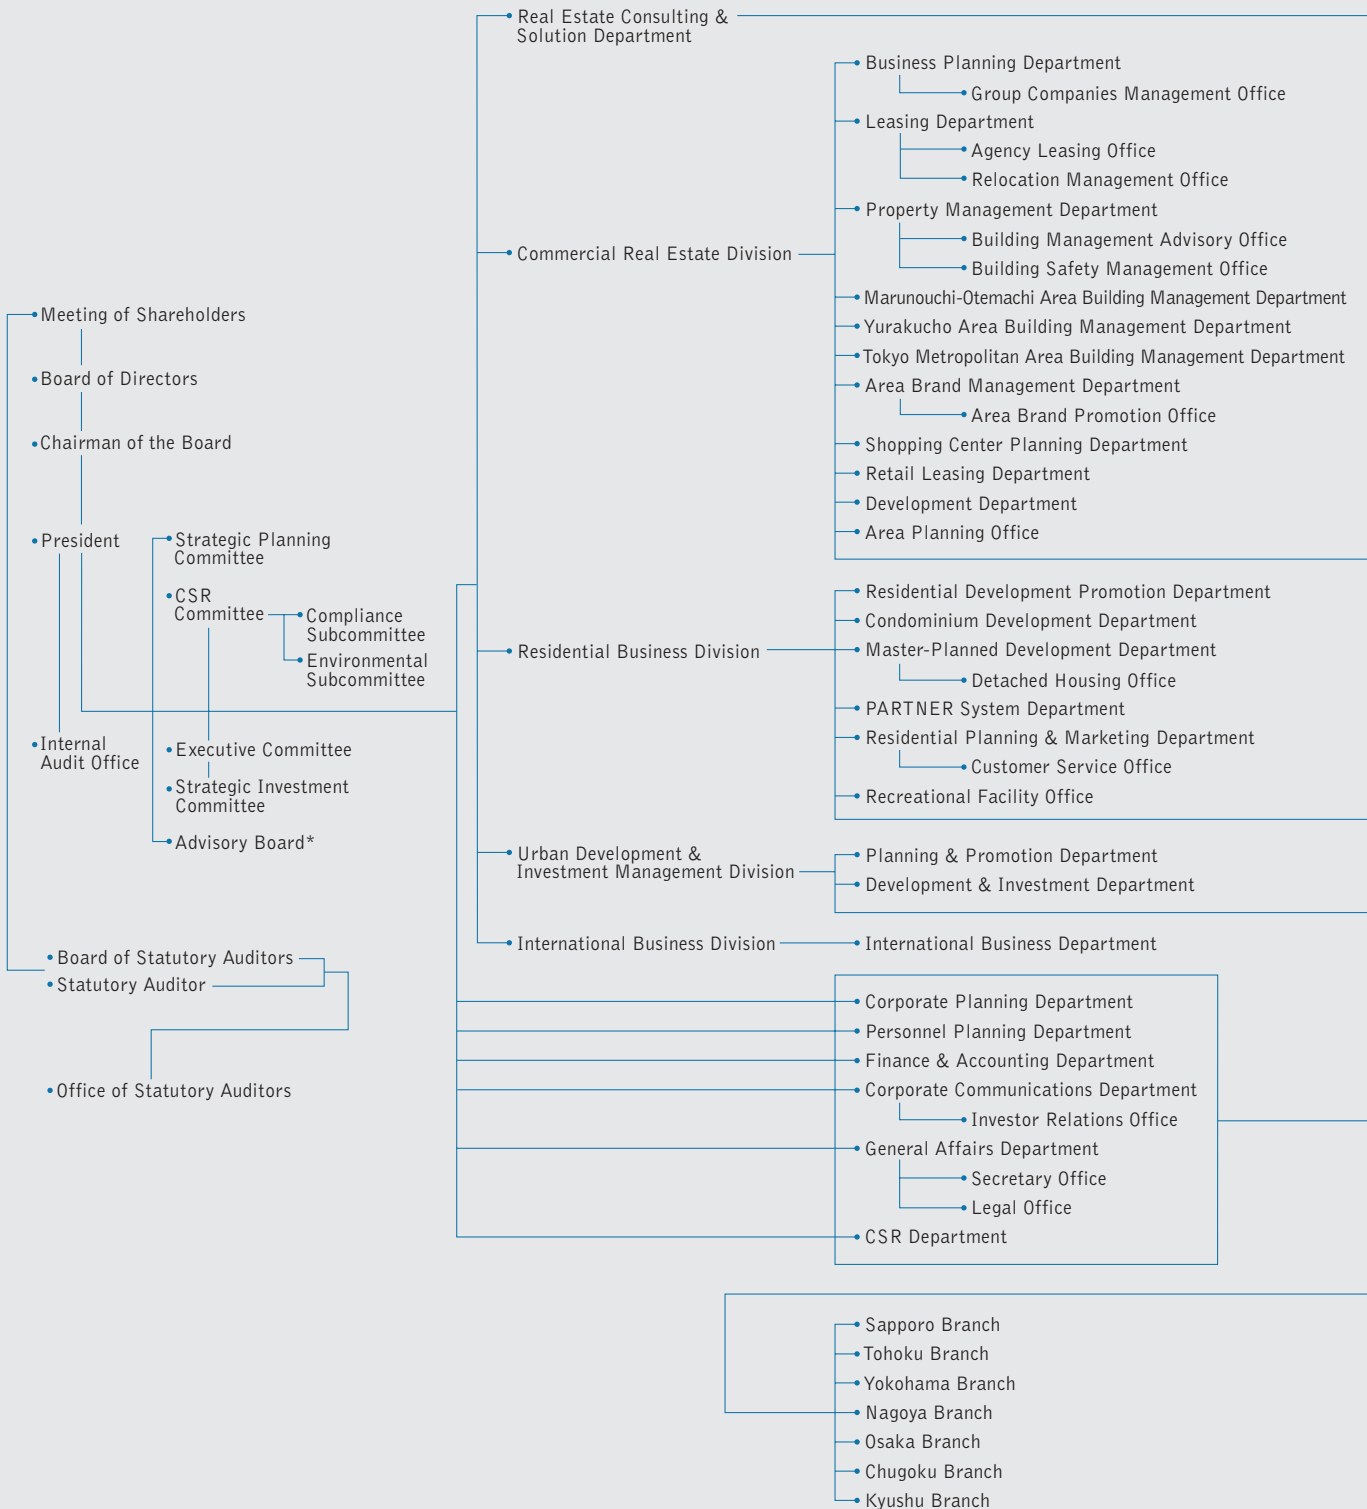 Meeting of Shareholders
Board of Directors
Chairman of the Board
President
Internal
Audit Office
Strategic Planning
Committee
CSR
Committee
Compliance
Subcommittee
Environmental
Subcommittee
Executive Committee
Strategic Investment
Committee
Advisory Board*
Board of Statutory Auditors
Statutory Auditor
Office of Statutory Auditors
Real Estate Consulting &
Solution Department
Commercial Real Estate Division
Business Planning Department
Group Companies Management Office
Leasing Department
Agency Leasing Office
Relocation Management Office
Property Management Department
Building Management Advisory Office
Building Safety Management Office
Marunouchi-Otemachi Area Building Management Department
Yurakucho Area Building Management Department
Tokyo Metropolitan Area Building Management Department
Area Brand Management Department
Area Brand Promotion Office
Shopping Center Planning Department
Retail Leasing Department
Development Department
Area Planning Office
Residential Business Division
Residential Development Promotion Department
Condominium Development Department
Master-Planned Development Department
Detached Housing Office
PARTNER System Department
Residential Planning & Marketing Department
Customer Service Office
Recreational Facility Office
Urban Development &
Investment Management Division
Planning & Promotion Department
Development & Investment Department
International Business Division
International Business Department
Corporate Planning Department
Personnel Planning Department
Finance & Accounting Department
Corporate Communications Department
Investor Relations Office
General Affairs Department
Secretary Office
Legal Office
CSR Department
Sapporo Branch
Tohoku Branch
Yokohama Branch
Nagoya Branch
Osaka Branch
Chugoku Branch
Kyushu Branch